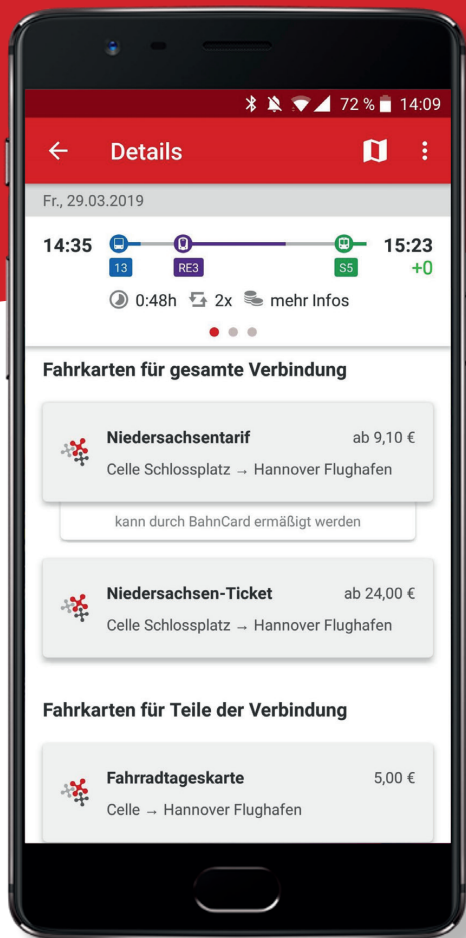 72 % 14:09
Details
Fr., 29.03.2019
14:35 15:23
13 RE3 S5 +0
0:48h 2x mehr Infos
Fahrkarten für gesamte Verbindung
Niedersachsentarif ab 9,10 €
Celle Schlossplatz → Hannover Flughafen
kann durch BahnCard ermäßigt werden
Niedersachsen-Ticket ab 24,00 €
Celle Schlossplatz → Hannover Flughafen
Fahrkarten für Teile der Verbindung
Fahrradtageskarte 5,00 €
Celle → Hannover Flughafen